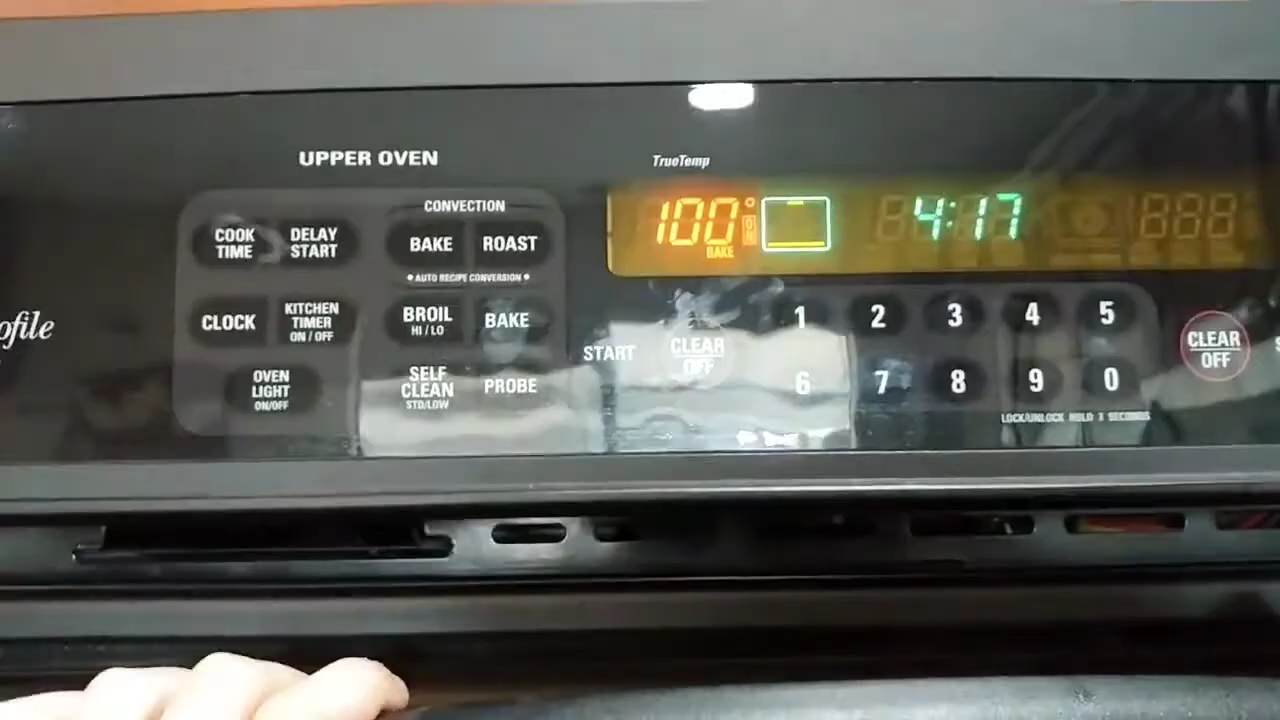 UPPER OVEN
TrueTemp
CONVECTION
COOK TIME
DELAY START
BAKE
ROAST
100°
ON
BAKE
4:17
888
• AUTO RECIPE CONVERSION •
CLOCK
KITCHEN TIMER ON/OFF
BROIL HI/LO
BAKE
START
CLEAR OFF
1 2 3 4 5
CLEAR OFF
ofile
OVEN LIGHT ON/OFF
SELF CLEAN STD/LOW
PROBE
6 7 8 9 0
LOCK/UNLOCK HOLD 3 SECONDS